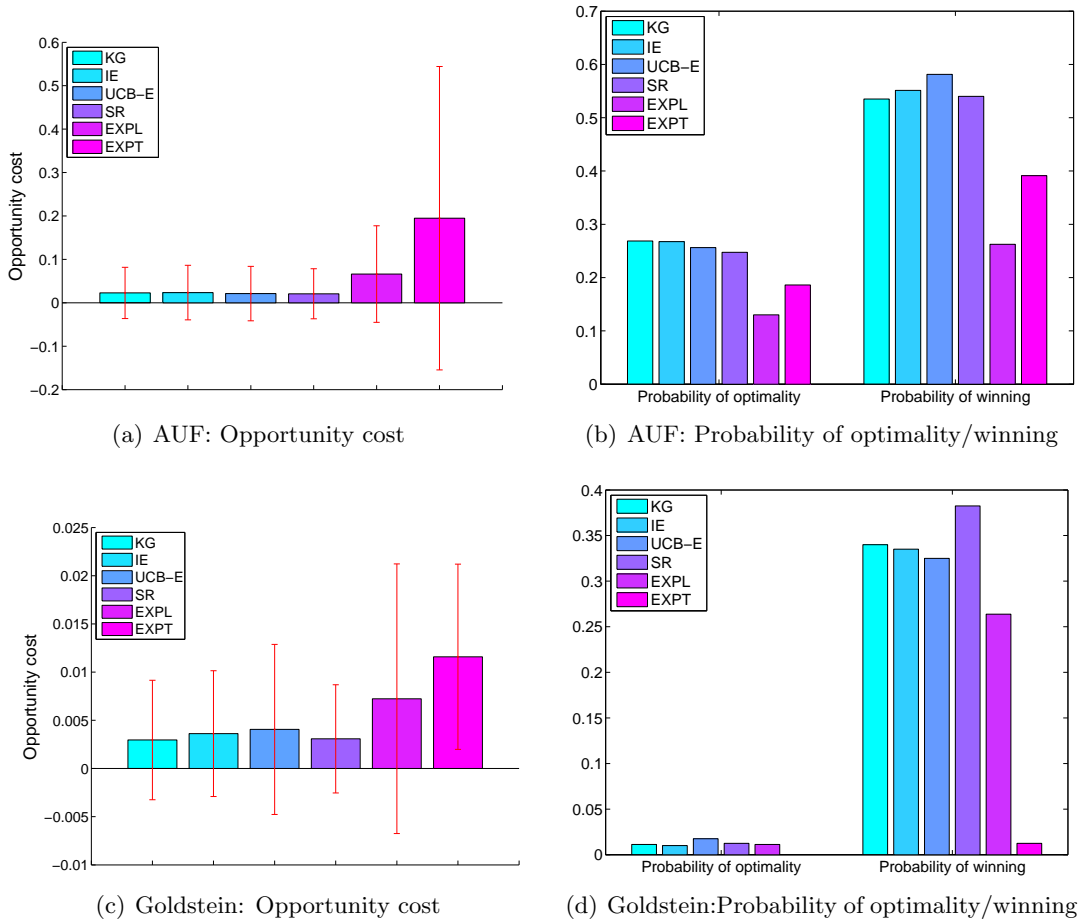 0.6
0.5
0.4
0.3
0.2
0.1
0
−0.1
−0.2
Opportunity cost
KG
IE
UCB−E
SR
EXPL
EXPT
(a) AUF: Opportunity cost
0.7
0.6
0.5
0.4
0.3
0.2
0.1
0
KG
IE
UCB−E
SR
EXPL
EXPT
Probability of optimality Probability of winning
(b) AUF: Probability of optimality/winning
0.025
0.02
0.015
0.01
0.005
0
−0.005
−0.01
Opportunity cost
KG
IE
UCB−E
SR
EXPL
EXPT
(c) Goldstein: Opportunity cost
0.4
0.35
0.3
0.25
0.2
0.15
0.1
0.05
0
KG
IE
UCB−E
SR
EXPL
EXPT
Probability of optimality Probability of winning
(d) Goldstein:Probability of optimality/winning